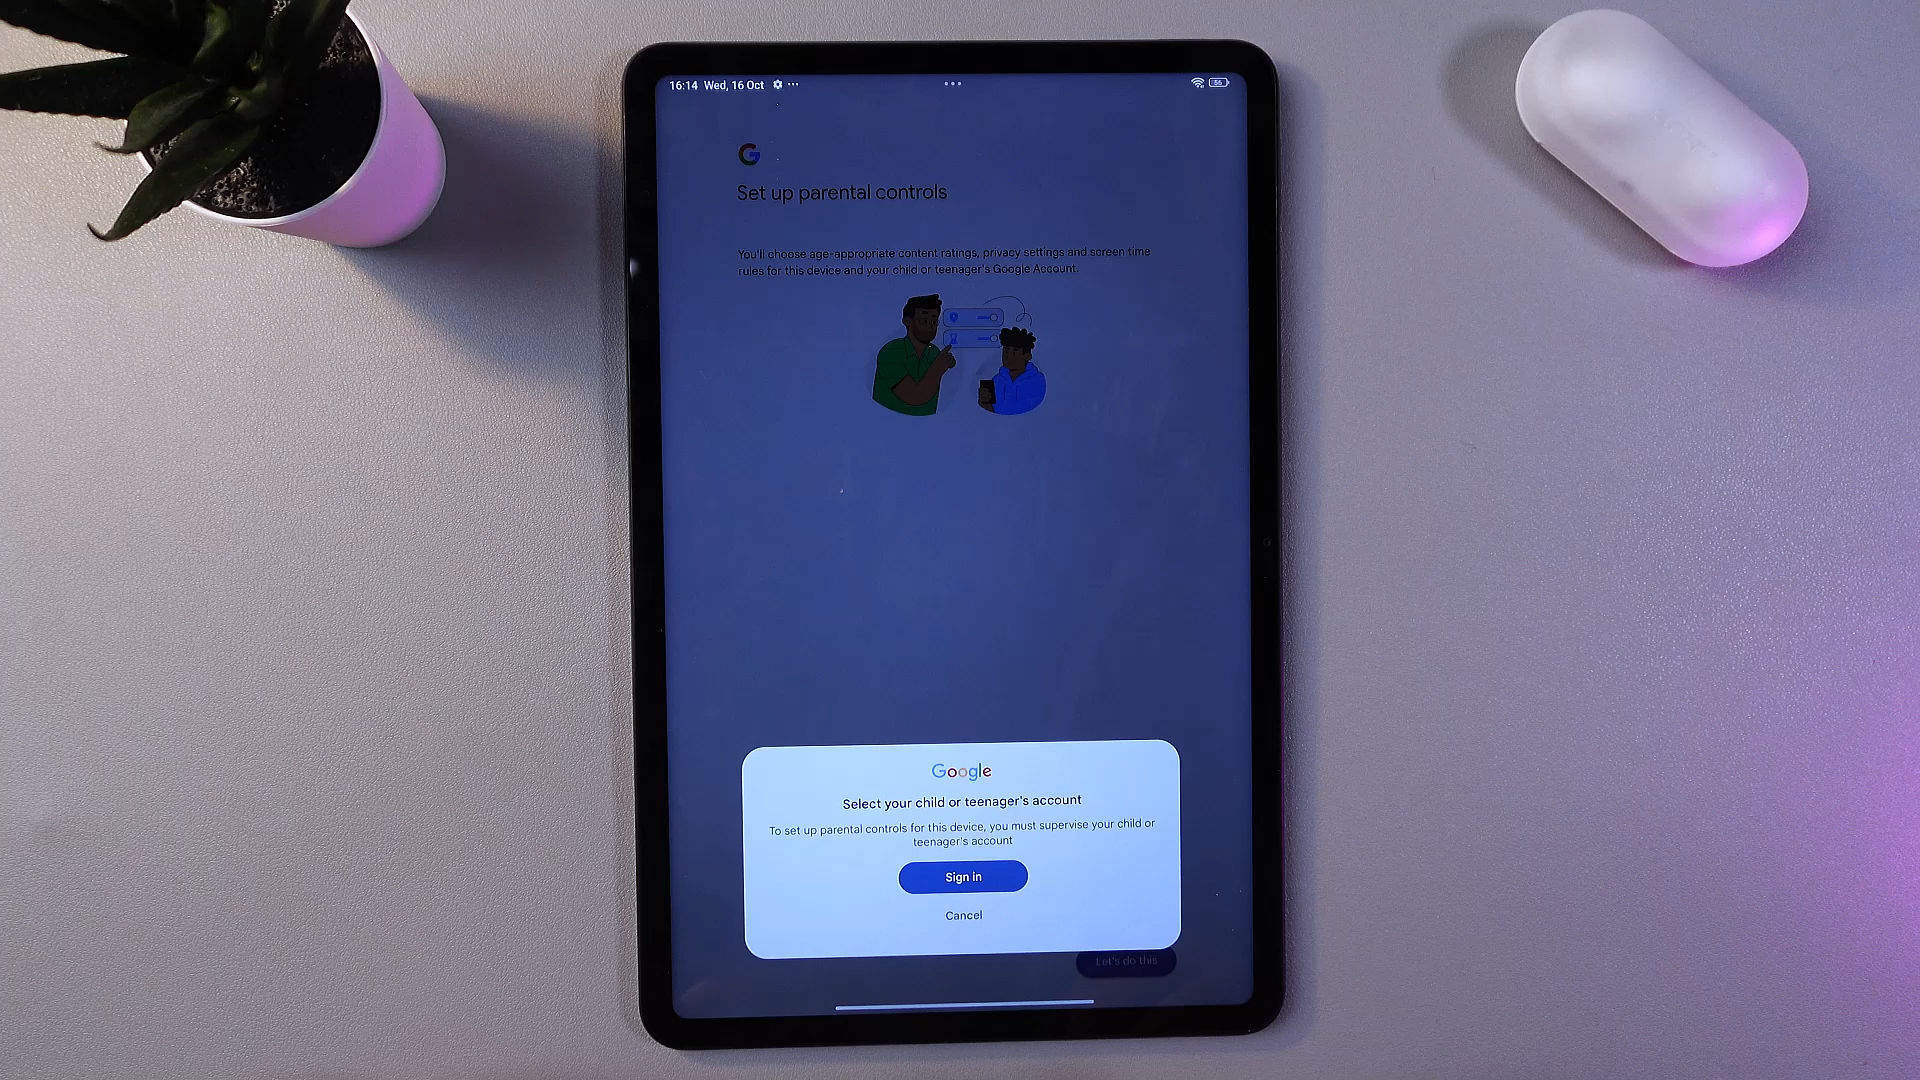 16:14 Wed, 16 Oct
56
G
Set up parental controls
You'll choose age-appropriate content ratings, privacy settings and screen time
rules for this device and your child or teenager's Google Account.
Google
Select your child or teenager's account
To set up parental controls for this device, you must supervise your child or
teenager's account
Sign in
Cancel
Let's do this